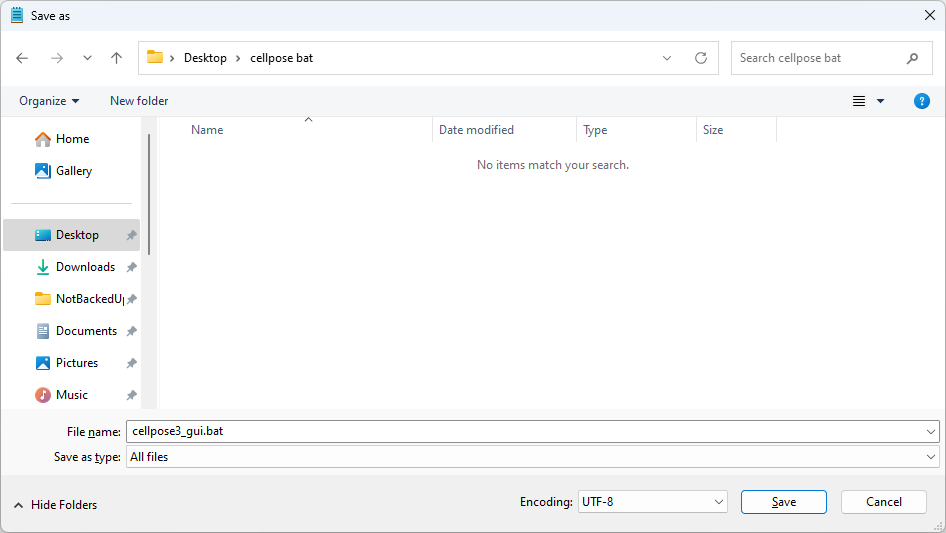 Save as
Desktop
cellpose bat
Search cellpose bat
Organize
New folder
?
Name
Date modified
Type
Size
No items match your search.
Home
Gallery
Desktop
Downloads
NotBackedUp
Documents
Pictures
Music
File name:
cellpose3_gui.bat
Save as type:
All files
Hide Folders
Encoding:
UTF-8
Save
Cancel